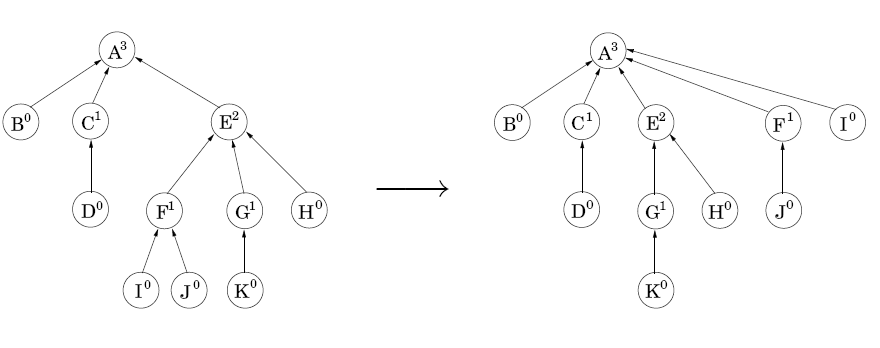 A³ A³
B⁰ C¹ E² B⁰ C¹ E² F¹ I⁰
D⁰ F¹ G¹ H⁰ D⁰ G¹ H⁰ J⁰
I⁰ J⁰ K⁰ K⁰